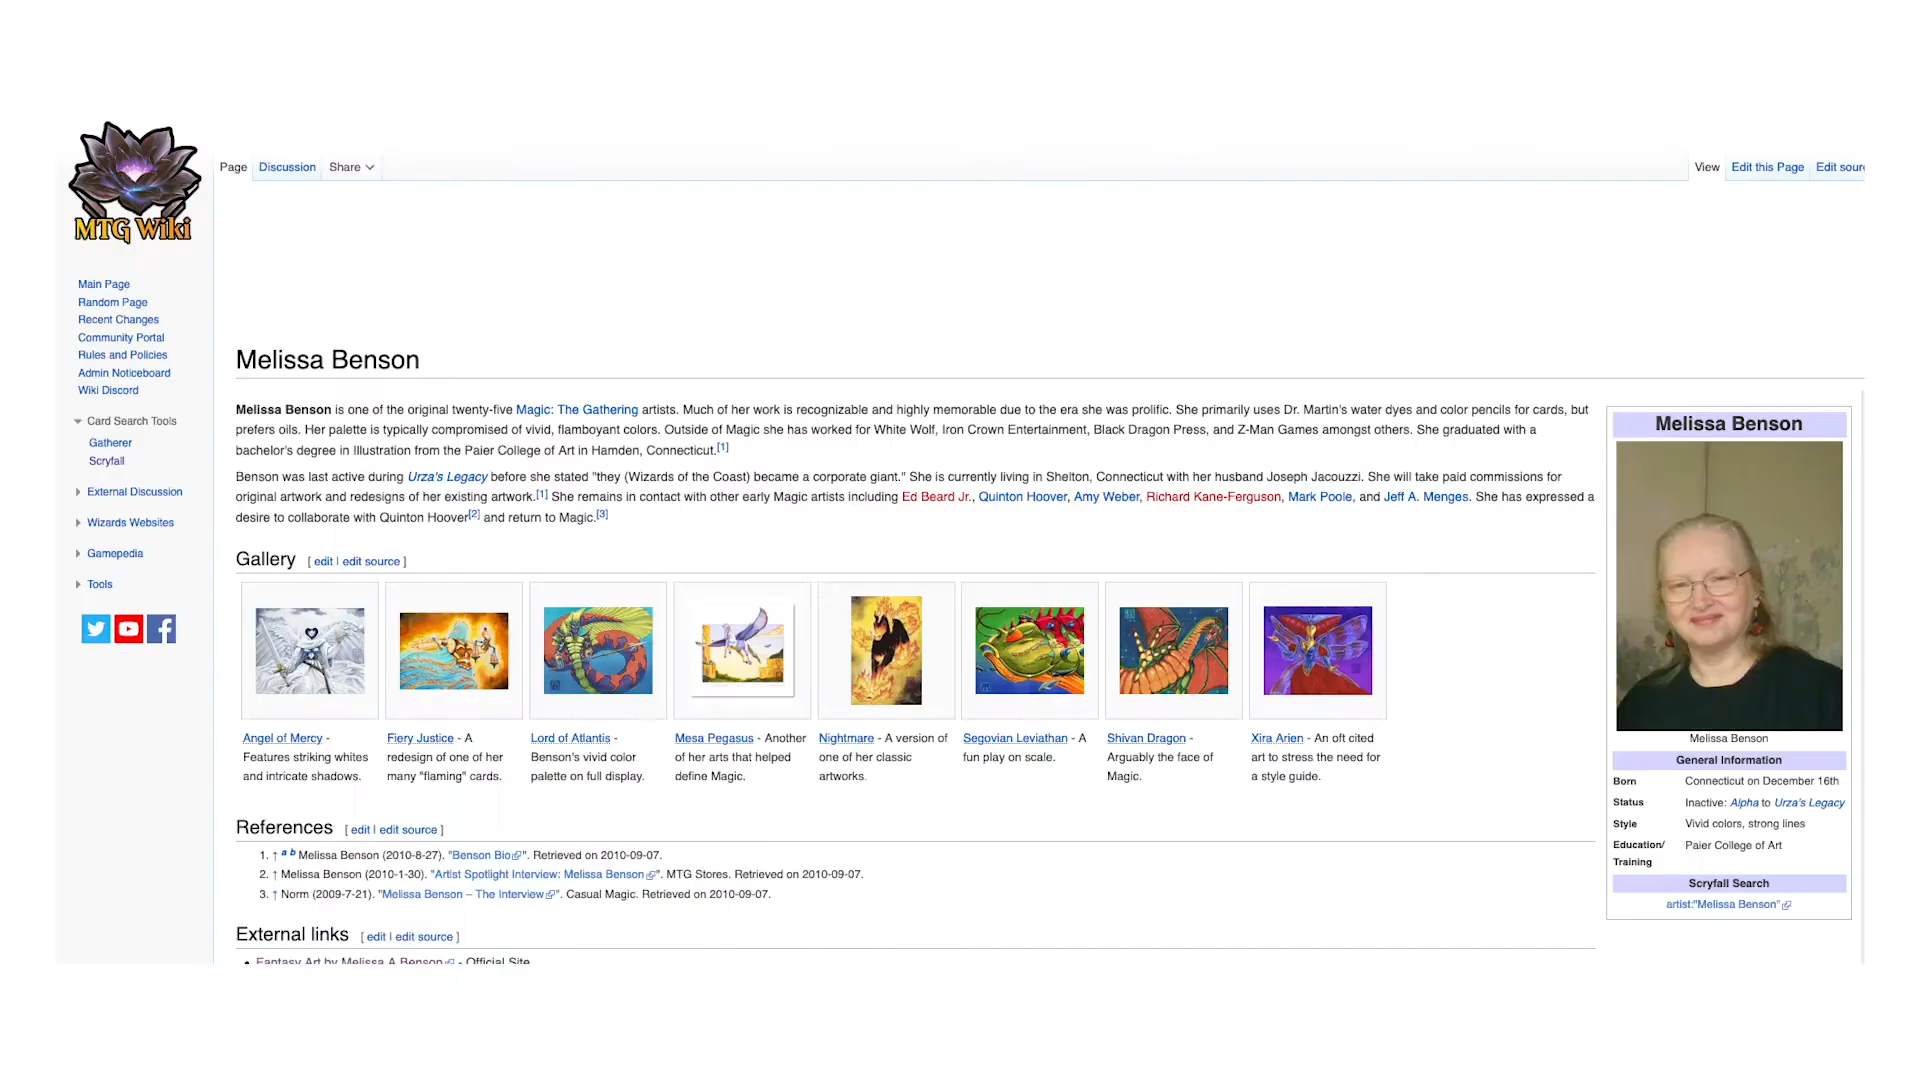 MTG Wiki
Page Discussion Share
View Edit this Page Edit sour
Main Page
Random Page
Recent Changes
Community Portal
Rules and Policies
Admin Noticeboard
Wiki Discord
Card Search Tools
Gatherer
Scryfall
External Discussion
Wizards Websites
Gamepedia
Tools
Melissa Benson
Melissa Benson is one of the original twenty-five Magic: The Gathering artists. Much of her work is recognizable and highly memorable due to the era she was prolific. She primarily uses Dr. Martin's water dyes and color pencils for cards, but
prefers oils. Her palette is typically compromised of vivid, flamboyant colors. Outside of Magic she has worked for White Wolf, Iron Crown Entertainment, Black Dragon Press, and Z-Man Games amongst others. She graduated with a
bachelor's degree in Illustration from the Paier College of Art in Hamden, Connecticut.[1]
Benson was last active during Urza's Legacy before she stated "they (Wizards of the Coast) became a corporate giant." She is currently living in Shelton, Connecticut with her husband Joseph Jacouzzi. She will take paid commissions for
original artwork and redesigns of her existing artwork.[1] She remains in contact with other early Magic artists including Ed Beard Jr., Quinton Hoover, Amy Weber, Richard Kane-Ferguson, Mark Poole, and Jeff A. Menges. She has expressed a
desire to collaborate with Quinton Hoover[2] and return to Magic.[3]
Gallery [ edit | edit source ]
Angel of Mercy -
Features striking whites
and intricate shadows.
Fiery Justice - A
redesign of one of her
many "flaming" cards.
Lord of Atlantis -
Benson's vivid color
palette on full display.
Mesa Pegasus - Another
of her arts that helped
define Magic.
Nightmare - A version of
one of her classic
artworks.
Segovian Leviathan - A
fun play on scale.
Shivan Dragon -
Arguably the face of
Magic.
Xira Arien - An oft cited
art to stress the need for
a style guide.
References [ edit | edit source ]
1. ↑ a b Melissa Benson (2010-8-27). "Benson Bio". Retrieved on 2010-09-07.
2. ↑ Melissa Benson (2010-1-30). "Artist Spotlight Interview: Melissa Benson". MTG Stores. Retrieved on 2010-09-07.
3. ↑ Norm (2009-7-21). "Melissa Benson – The Interview". Casual Magic. Retrieved on 2010-09-07.
External links [ edit | edit source ]
• Fantasy Art by Melissa A Benson - Official Site
Melissa Benson
Melissa Benson
General Information
Born Connecticut on December 16th
Status Inactive: Alpha to Urza's Legacy
Style Vivid colors, strong lines
Education/ Paier College of Art
Training
Scryfall Search
artist:"Melissa Benson"